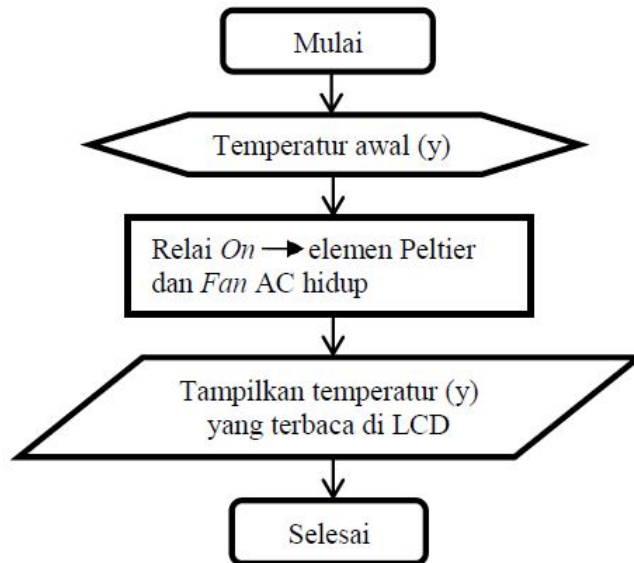 Mulai
Temperatur awal (y)
Relai On → elemen Peltier
dan Fan AC hidup
Tampilkan temperatur (y)
yang terbaca di LCD
Selesai